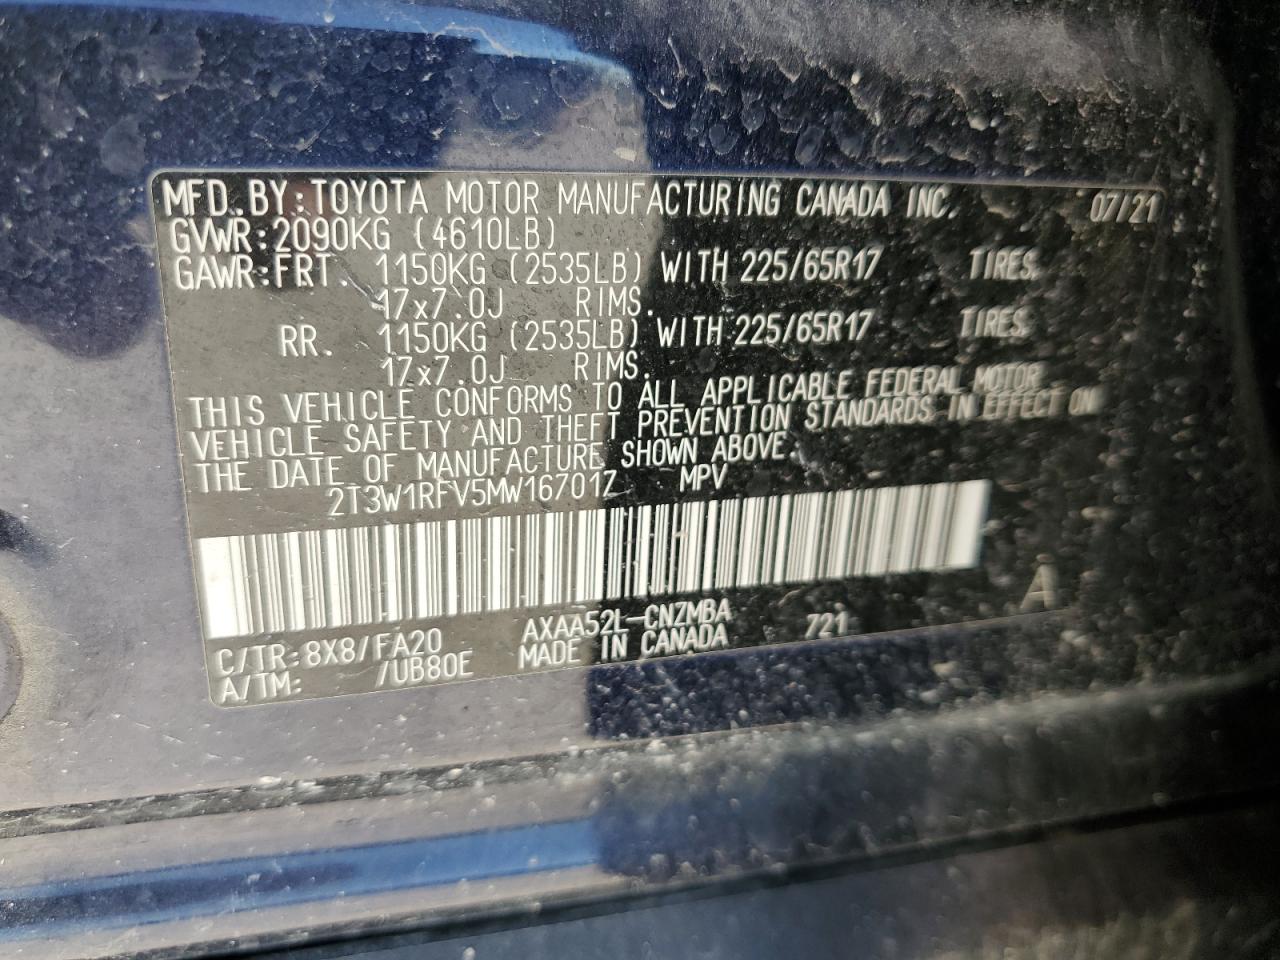 MFD. BY: TOYOTA MOTOR MANUFACTURING CANADA INC. 07/21
GVWR: 2090KG (4610LB)
GAWR: FRT. 1150KG (2535LB) WITH 225/65R17 TIRES.
17x7.0J RIMS.
RR. 1150KG (2535LB) WITH 225/65R17 TIRES
17x7.0J RIMS.
THIS VEHICLE CONFORMS TO ALL APPLICABLE FEDERAL MOTOR
VEHICLE SAFETY AND THEFT PREVENTION STANDARDS IN EFFECT ON
THE DATE OF MANUFACTURE SHOWN ABOVE.
2T3W1RFV5MW167017 MPV
C/TR: 8X8/FA20 AXAA52L-CNZMBA 721 A
A/TM: /UB80E MADE IN CANADA